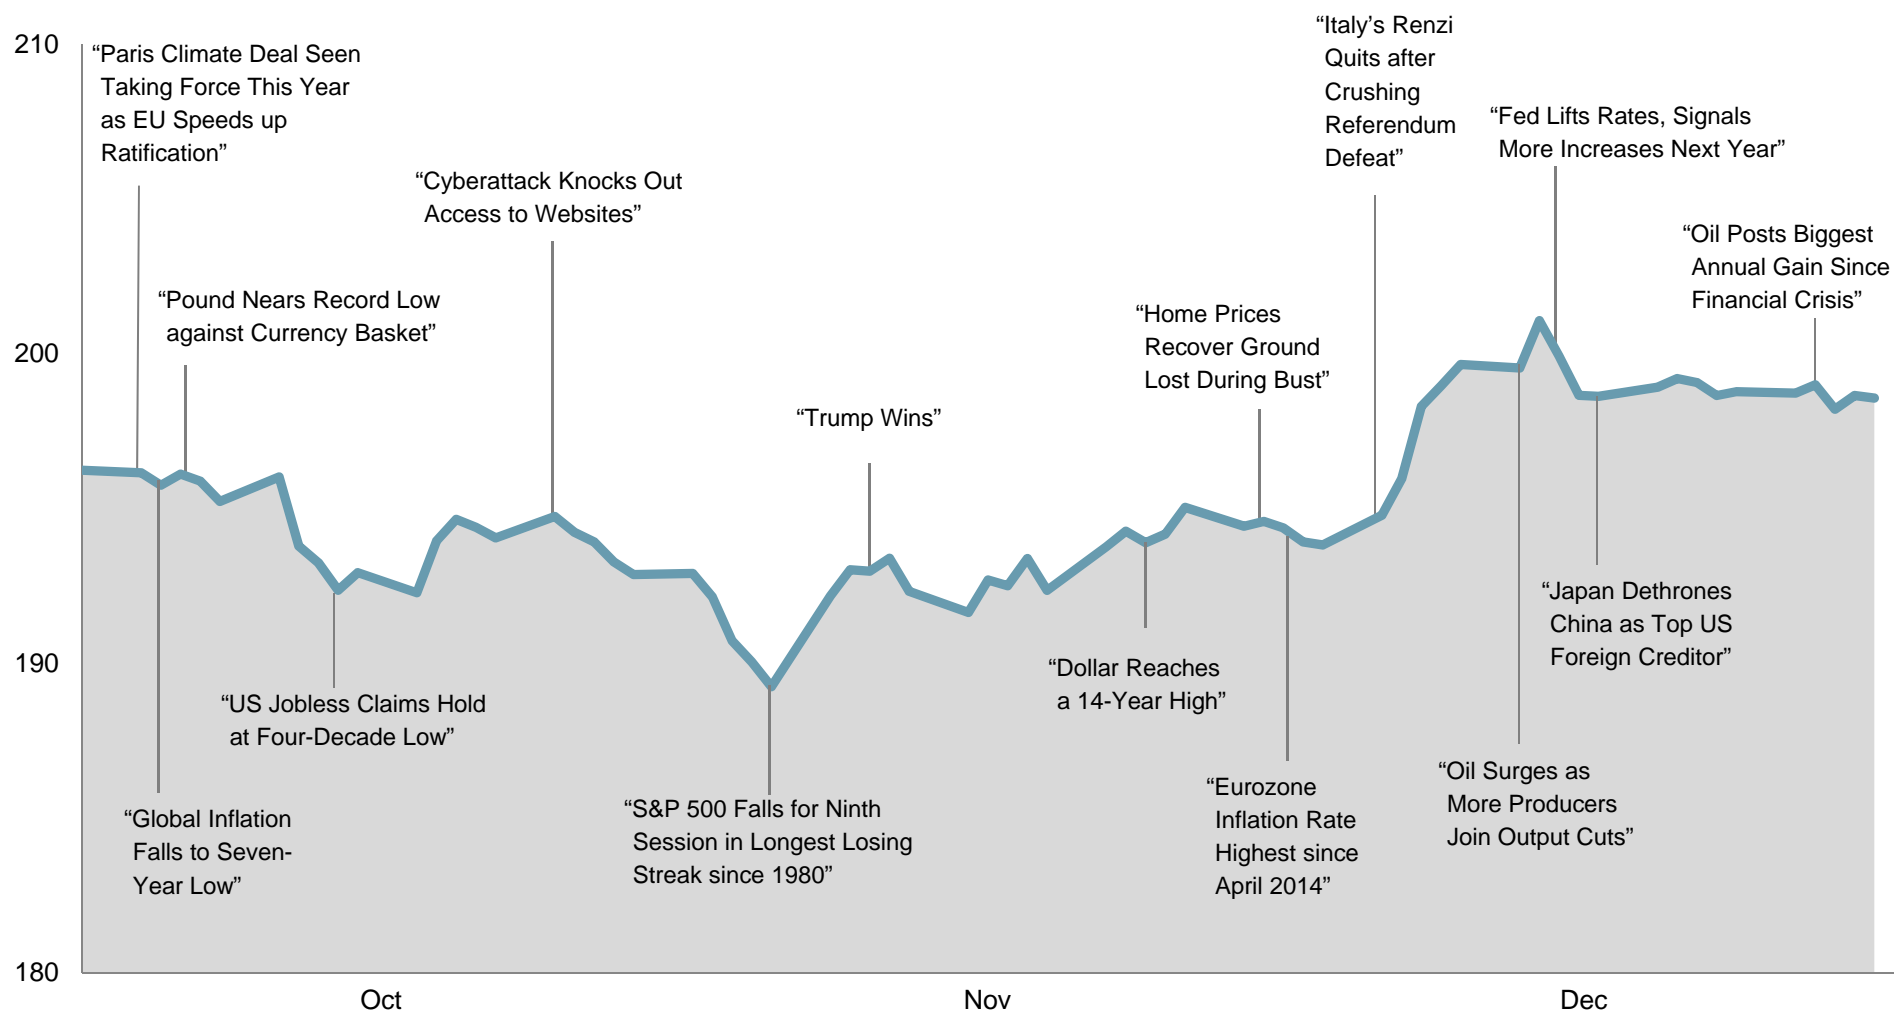 210
“Paris Climate Deal Seen
Taking Force This Year
as EU Speeds up
Ratification”
“Italy’s Renzi
Quits after
Crushing
Referendum
Defeat”
“Fed Lifts Rates, Signals
More Increases Next Year”
“Cyberattack Knocks Out
Access to Websites”
“Oil Posts Biggest
Annual Gain Since
Financial Crisis”
“Pound Nears Record Low
against Currency Basket”
“Home Prices
Recover Ground
Lost During Bust”
200
“Trump Wins”
“Japan Dethrones
China as Top US
Foreign Creditor”
190
“Dollar Reaches
a 14-Year High”
“US Jobless Claims Hold
at Four-Decade Low”
“Oil Surges as
More Producers
Join Output Cuts”
“Eurozone
Inflation Rate
Highest since
April 2014”
“S&P 500 Falls for Ninth
Session in Longest Losing
Streak since 1980”
“Global Inflation
Falls to Seven-
Year Low”
180
Oct
Nov
Dec